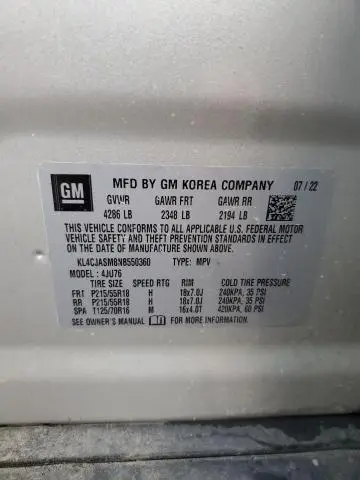 GM MFD BY GM KOREA COMPANY 07/22
GVWR GAWR FRT GAWR RR
4286 LB 2348 LB 2194 LB
THIS VEHICLE CONFORMS TO ALL APPLICABLE U.S. FEDERAL MOTOR
VEHICLE SAFETY AND THEFT PREVENTION STANDARDS IN EFFECT
ON THE DATE OF MANUFACTURE SHOWN ABOVE.
KL4CJASM8NB550360 TYPE: MPV
MODEL: 4JU76
TIRE SIZE SPEED RTG RIM COLD TIRE PRESSURE
FRT P215/55R18 H 18x7.0J 240KPA, 35 PSI
RR P215/55R18 H 18x7.0J 240KPA, 35 PSI
SPA T125/70R16 M 16x4.0T 420KPA, 60 PSI
SEE OWNER'S MANUAL FOR MORE INFORMATION.